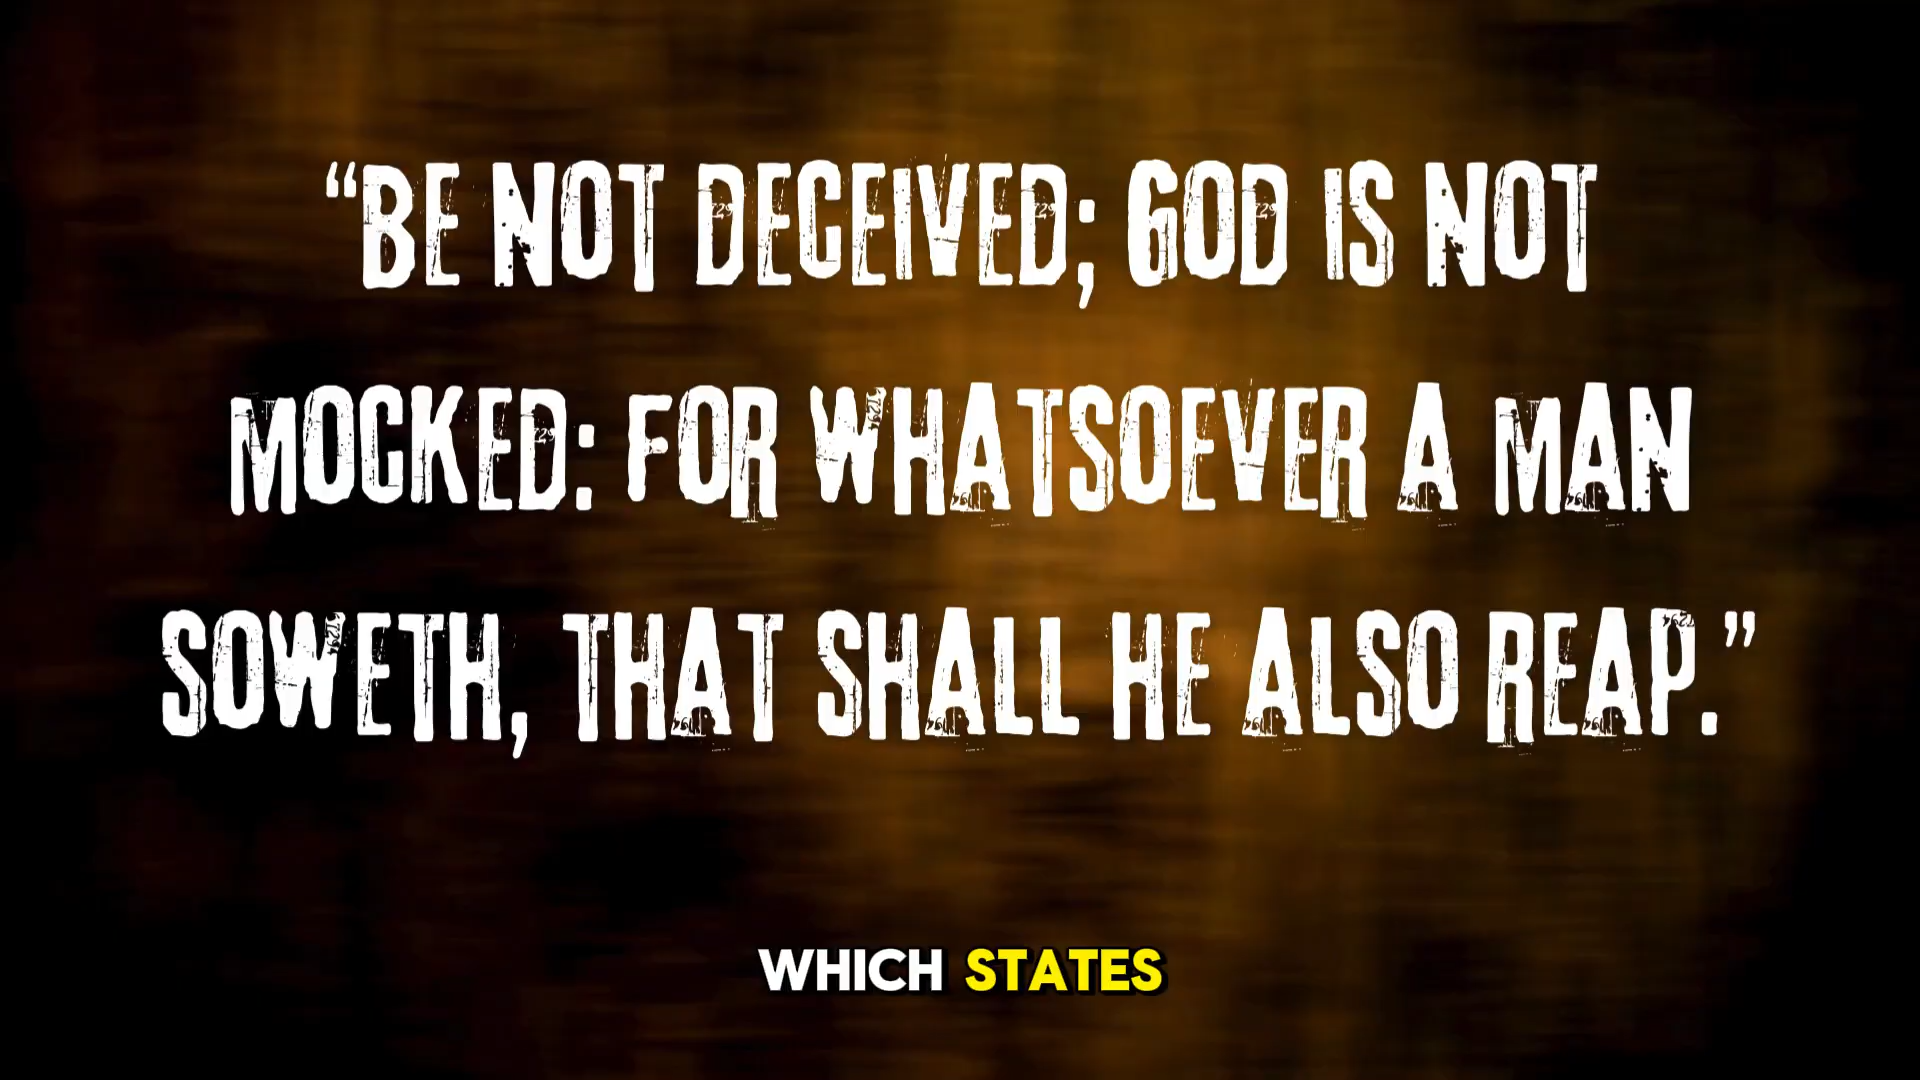 “BE NOT DECEIVED; GOD IS NOT
MOCKED: FOR WHATSOEVER A MAN
SOWETH, THAT SHALL HE ALSO REAP.”
WHICH STATES